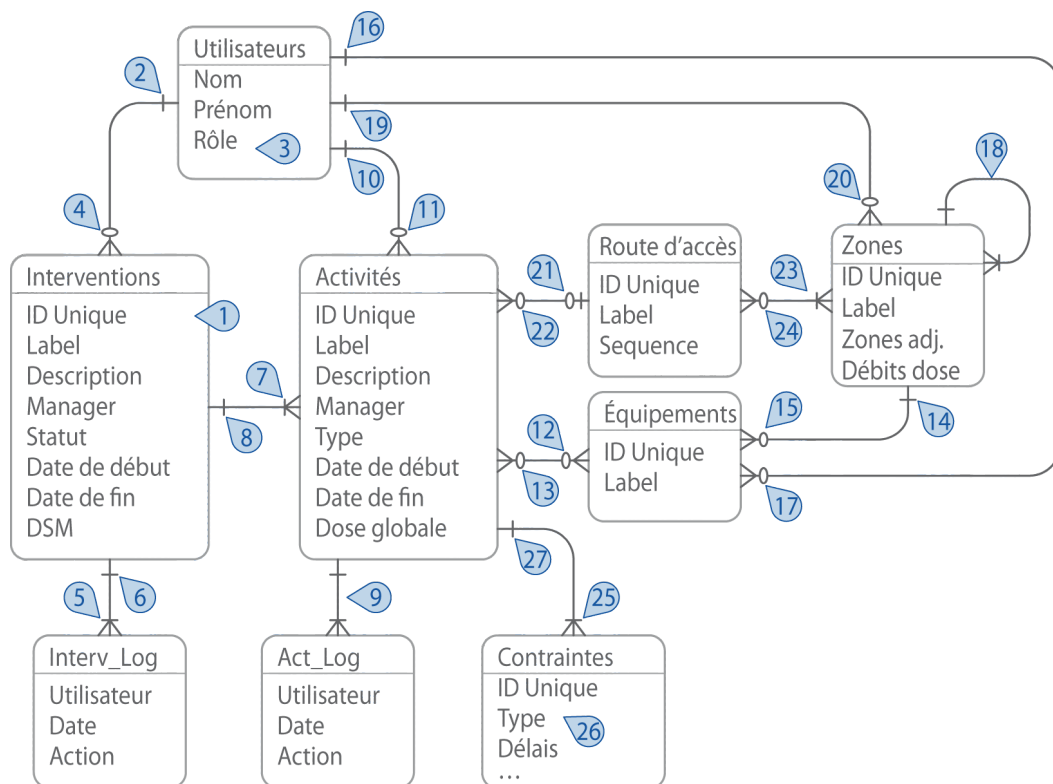 16
Utilisateurs
2
Nom
Prénom
19
Rôle
3
10
18
20
4
11
Interventions
ID Unique
1
Label
Description
Manager
Statut
Date de début
Date de fin
DSM
7
8
Activités
ID Unique
Label
Description
Manager
Type
Date de début
Date de fin
Dose globale
21
22
Route d’accès
ID Unique
Label
Sequence
23
24
Zones
ID Unique
Label
Zones adj.
Débits dose
12
13
Équipements
ID Unique
Label
15
14
17
27
5
6
9
25
Interv_Log
Utilisateur
Date
Action
Act_Log
Utilisateur
Date
Action
Contraintes
ID Unique
Type
26
Délais
...